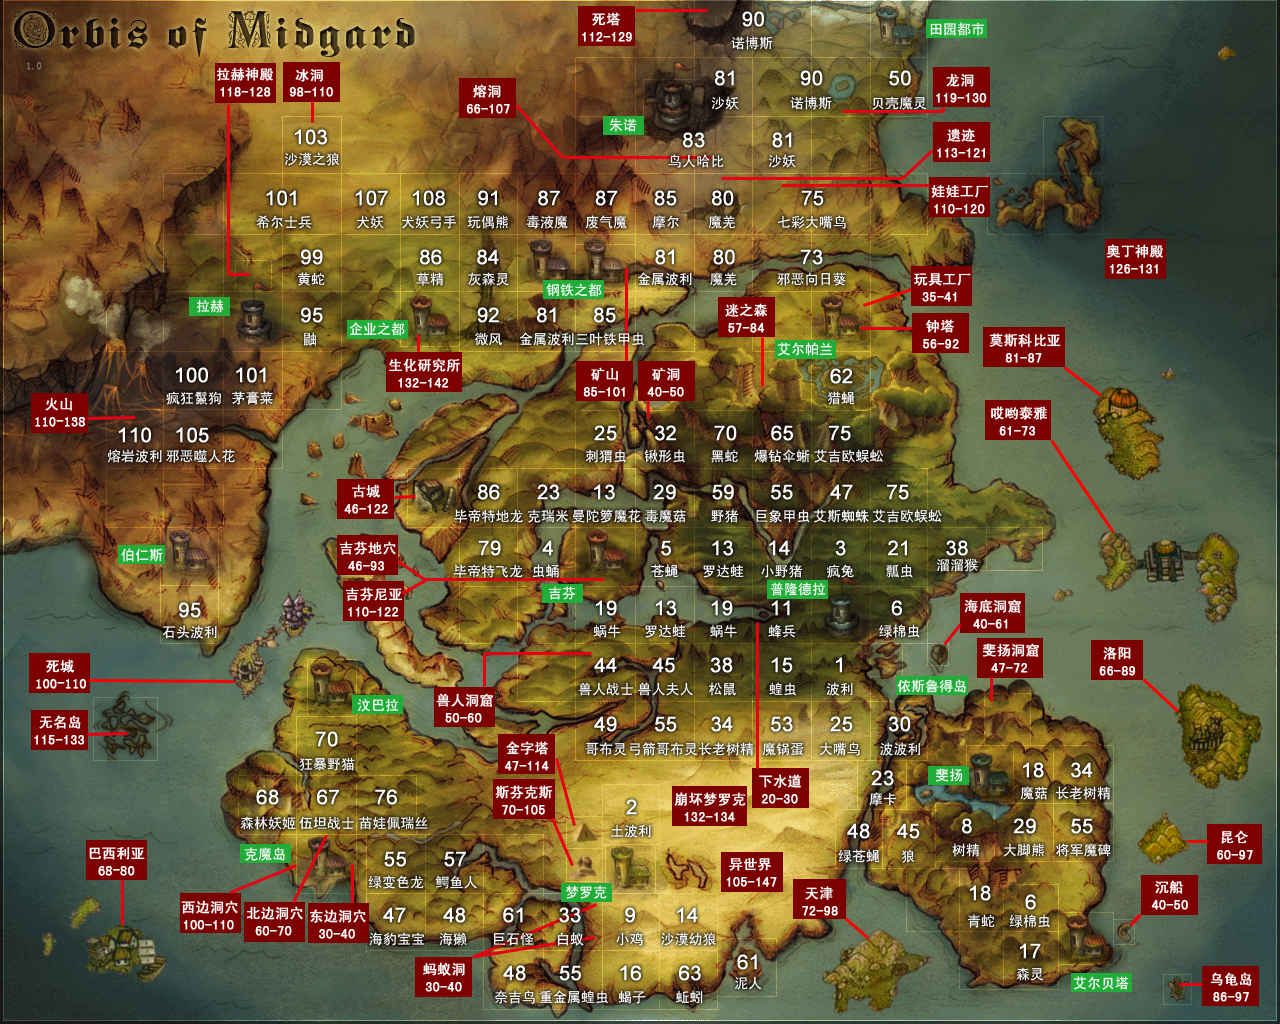 Orbis of Midgard
1.0
死塔
112-129
90
诺博斯
田园都市
拉赫神殿
118-128
冰洞
98-110
熔洞
66-107
81
沙妖
90
诺博斯
50
贝壳魔灵
龙洞
119-130
朱诺
103
沙漠之狼
83
鸟人哈比
81
沙妖
遗迹
113-121
娃娃工厂
110-120
101
希尔士兵
107
犬妖
108
犬妖弓手
91
玩偶熊
87
毒液魔
87
废气魔
85
摩尔
80
魔羌
75
七彩大嘴鸟
奥丁神殿
126-131
99
黄蛇
86
草精
84
灰森灵
钢铁之都
81
金属波利
80
魔羌
73
邪恶向日葵
玩具工厂
35-41
拉赫
95
鼬
企业之都
92
微风
81
金属波利
85
三叶铁甲虫
迷之森
57-84
钟塔
56-92
艾尔帕兰
莫斯科比亚
81-87
生化研究所
132-142
矿山
85-101
矿洞
40-50
62
猎蝇
100
疯狂鬣狗
101
茅膏菜
火山
110-138
哎哟泰雅
61-73
110
熔岩波利
105
邪恶噬人花
25
刺猬虫
32
锹形虫
70
黑蛇
65
爆钻伞蜥
75
艾吉欧蜈蚣
古城
46-122
86
毕帝特地龙
23
克瑞米
13
曼陀箩魔花
29
毒魔菇
59
野猪
55
巨象甲虫
47
艾斯蜘蛛
75
艾吉欧蜈蚣
伯仁斯
吉芬地穴
46-93
79
毕帝特飞龙
4
虫蛹
5
苍蝇
13
罗达蛙
14
小野猪
3
疯兔
21
瓢虫
38
溜溜猴
吉芬尼亚
110-122
吉芬
普隆德拉
95
石头波利
19
蜗牛
13
罗达蛙
19
蜗牛
11
蜂兵
6
绿棉虫
海底洞窟
40-61
死城
100-110
44
兽人战士
45
兽人夫人
38
松鼠
15
蝗虫
1
波利
斐扬洞窟
47-72
洛阳
66-89
依斯鲁得岛
汶巴拉
兽人洞窟
50-60
无名岛
115-133
70
狂暴野猫
49
哥布灵
55
弓箭哥布灵
34
长老树精
53
魔锅蛋
25
大嘴鸟
30
波波利
金字塔
47-114
斐扬
18
魔菇
34
长老树精
斯芬克斯
70-105
下水道
20-30
23
摩卡
68
森林妖姬
67
伍坦战士
76
苗娃佩瑞丝
2
土波利
崩坏梦罗克
132-134
48
绿苍蝇
45
狼
8
树精
29
大脚熊
55
将军魔碑
昆仑
60-97
克魔岛
巴西利亚
68-80
55
绿变色龙
57
鳄鱼人
异世界
105-147
天津
72-98
沉船
40-50
梦罗克
西边洞穴
100-110
北边洞穴
60-70
东边洞穴
30-40
47
海豹宝宝
48
海獭
61
巨石怪
33
白蚁
9
小鸡
14
沙漠幼狼
18
青蛇
6
绿棉虫
蚂蚁洞
30-40
48
奈吉鸟
55
重金属蝗虫
16
蝎子
63
蚯蚓
61
泥人
17
森灵
艾尔贝塔
乌龟岛
86-97